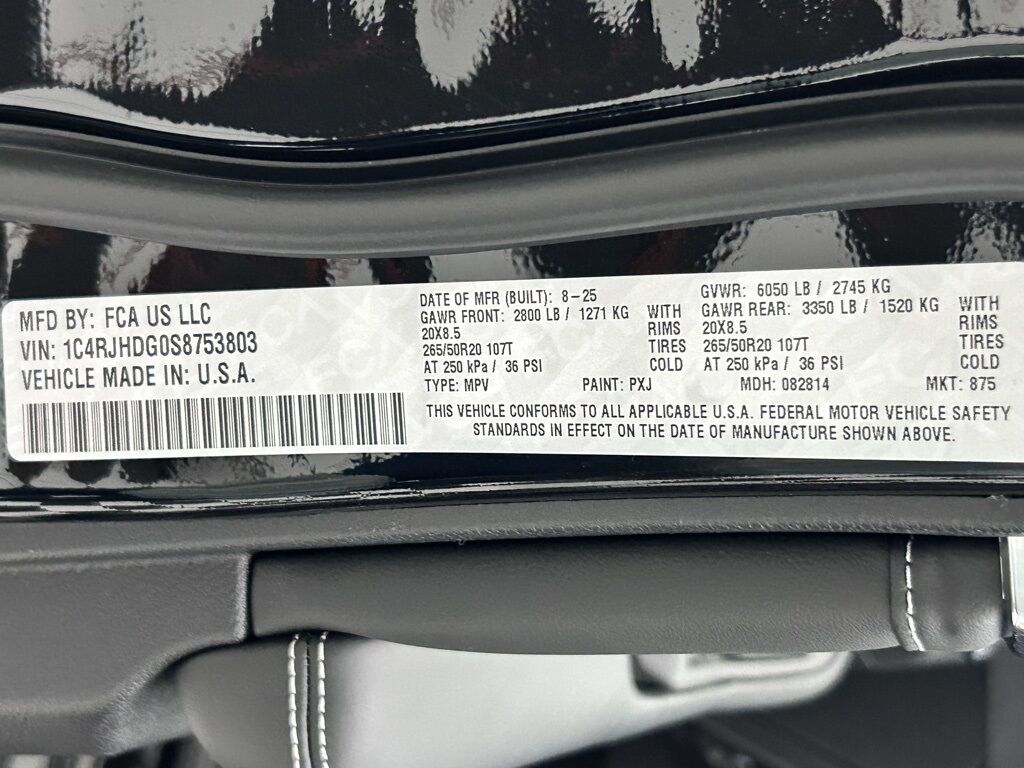 MFD BY: FCA US LLC
VIN: 1C4RJHDG0S8753803
VEHICLE MADE IN: U.S.A.
DATE OF MFR (BUILT): 8-25
GAWR FRONT: 2800 LB / 1271 KG WITH
20X8.5 RIMS
265/50R20 107T TIRES
AT 250 kPa / 36 PSI COLD
GVWR: 6050 LB / 2745 KG
GAWR REAR: 3350 LB / 1520 KG WITH
20X8.5 RIMS
265/50R20 107T TIRES
AT 250 kPa / 36 PSI COLD
TYPE: MPV PAINT: PXJ MDH: 082814 MKT: 875
THIS VEHICLE CONFORMS TO ALL APPLICABLE U.S.A. FEDERAL MOTOR VEHICLE SAFETY
STANDARDS IN EFFECT ON THE DATE OF MANUFACTURE SHOWN ABOVE.